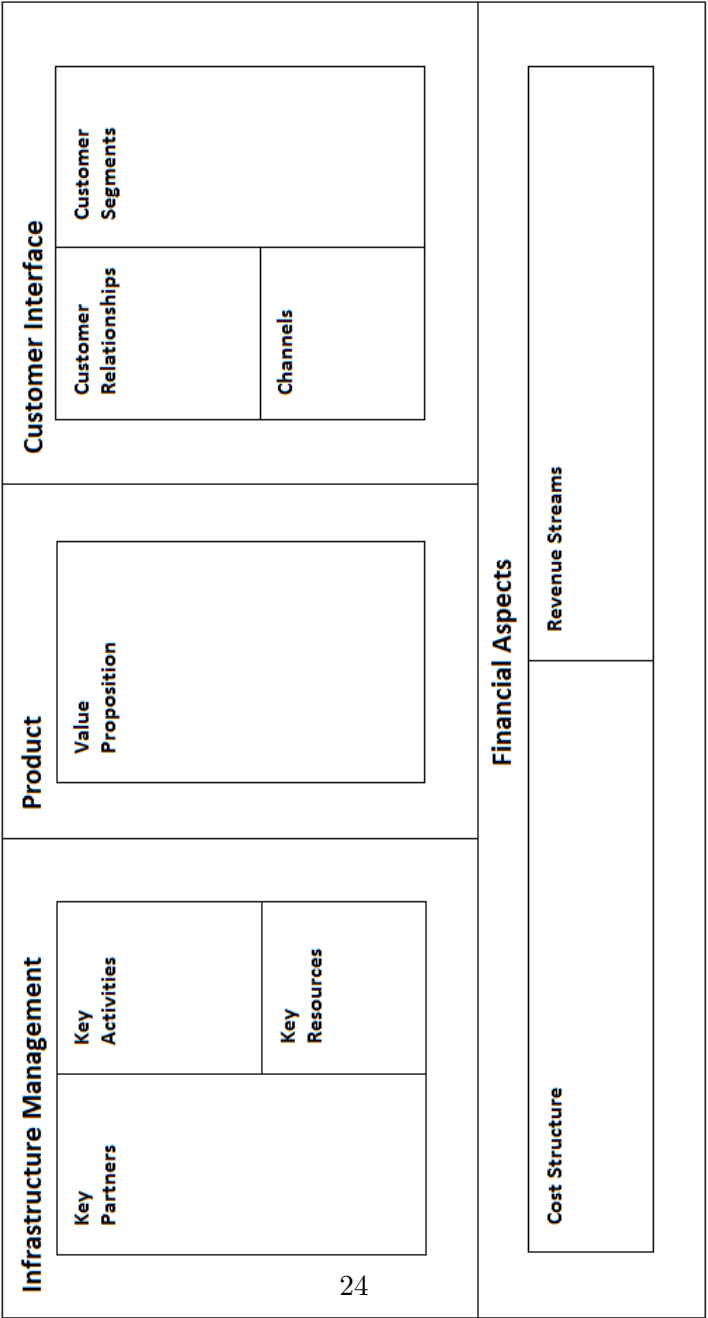 Infrastructure Management
Key
Partners
Key
Activities
Key
Resources
Product
Value
Proposition
Customer Interface
Customer
Relationships
Channels
Customer
Segments
Financial Aspects
Cost Structure
Revenue Streams
24